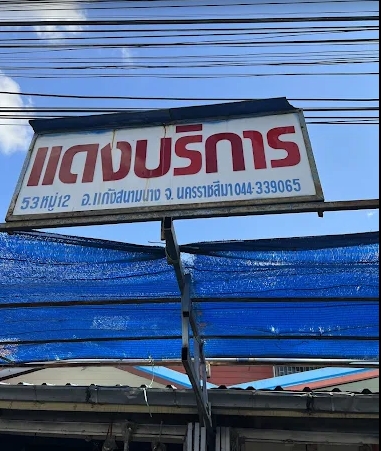 แดงบริการ
53 หมู่ 12 อ.แก้งสนามนาง จ.นครราชสีมา 044-339065